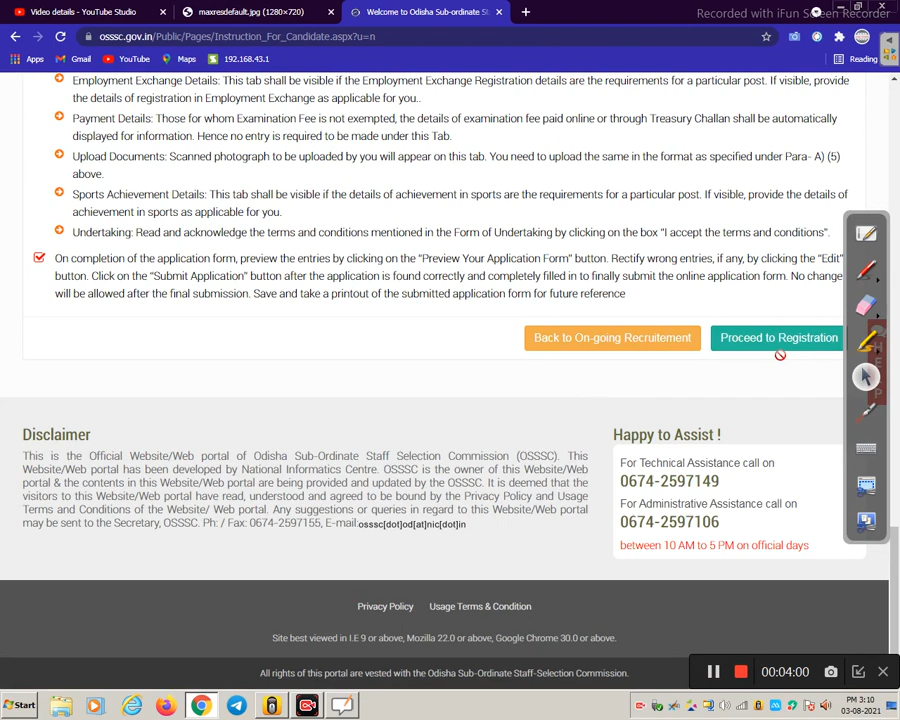 Video details - YouTube Studio
maxresdefault.jpg (1280×720)
Welcome to Odisha Sub-ordinate St
Recorded with iFun Screen Recorder
osssc.gov.in/Public/Pages/Instruction_For_Candidate.aspx?u=n
Apps Gmail YouTube Maps 192.168.43.1 Reading
Employment Exchange Details: This tab shall be visible if the Employment Exchange Registration details are the requirements for a particular post. If visible, provide
the details of registration in Employment Exchange as applicable for you..
Payment Details: Those for whom Examination Fee is not exempted, the details of examination fee paid online or through Treasury Challan shall be automatically
displayed for information. Hence no entry is required to be made under this Tab.
Upload Documents: Scanned photograph to be uploaded by you will appear on this tab. You need to upload the same in the format as specified under Para- A) (5)
above.
Sports Achievement Details: This tab shall be visible if the details of achievement in sports are the requirements for a particular post. If visible, provide the details of
achievement in sports as applicable for you.
Undertaking: Read and acknowledge the terms and conditions mentioned in the Form of Undertaking by clicking on the box "I accept the terms and conditions".
On completion of the application form, preview the entries by clicking on the "Preview Your Application Form" button. Rectify wrong entries, if any, by clicking the "Edit"
button. Click on the "Submit Application" button after the application is found correctly and completely filled in to finally submit the online application form. No change
will be allowed after the final submission. Save and take a printout of the submitted application form for future reference
Back to On-going Recruitement
Proceed to Registration
Disclaimer
This is the Official Website/Web portal of Odisha Sub-Ordinate Staff Selection Commission (OSSSC). This
Website/Web portal has been developed by National Informatics Centre. OSSSC is the owner of this Website/Web
portal & the contents in this Website/Web portal are being provided and updated by the OSSSC. It is deemed that the
visitors to this Website/Web portal have read, understood and agreed to be bound by the Privacy Policy and Usage
Terms and Conditions of the Website/ Web portal. Any suggestions or queries in regard to this Website/Web portal
may be sent to the Secretary, OSSSC. Ph: / Fax: 0674-2597155, E-mail:osssc[dot]od[at]nic[dot]in
Happy to Assist !
For Technical Assistance call on
0674-2597149
For Administrative Assistance call on
0674-2597106
between 10 AM to 5 PM on official days
Privacy Policy Usage Terms & Condition
Site best viewed in I.E 9 or above, Mozilla 22.0 or above, Google Chrome 30.0 or above.
All rights of this portal are vested with the Odisha Sub-Ordinate Staff-Selection Commission.
00:04:00
Start
PM 3:10
03-08-2021